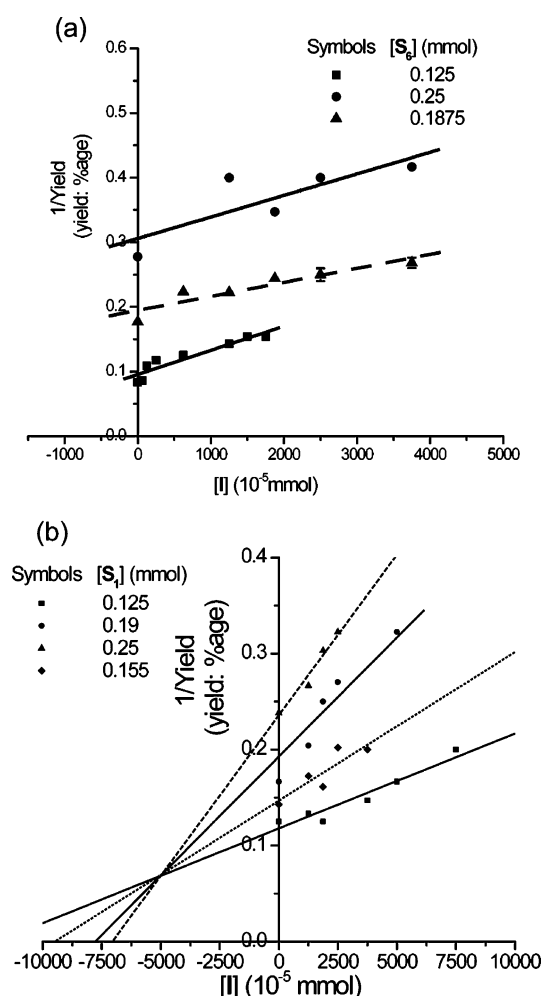 (a)
0.6
0.5
0.4
0.3
0.2
0.1
0.0
1/Yield
(yield: %age)
Symbols [S6] (mmol)
0.125
0.25
0.1875
-1000 0 1000 2000 3000 4000 5000
[I] (10-5mmol)
(b)
Symbols [S1] (mmol)
0.125
0.19
0.25
0.155
0.4
0.3
0.2
0.1
0.0
1/Yield
(yield: %age)
-10000 -7500 -5000 -2500 0 2500 5000 7500 10000
[I] (10-5 mmol)